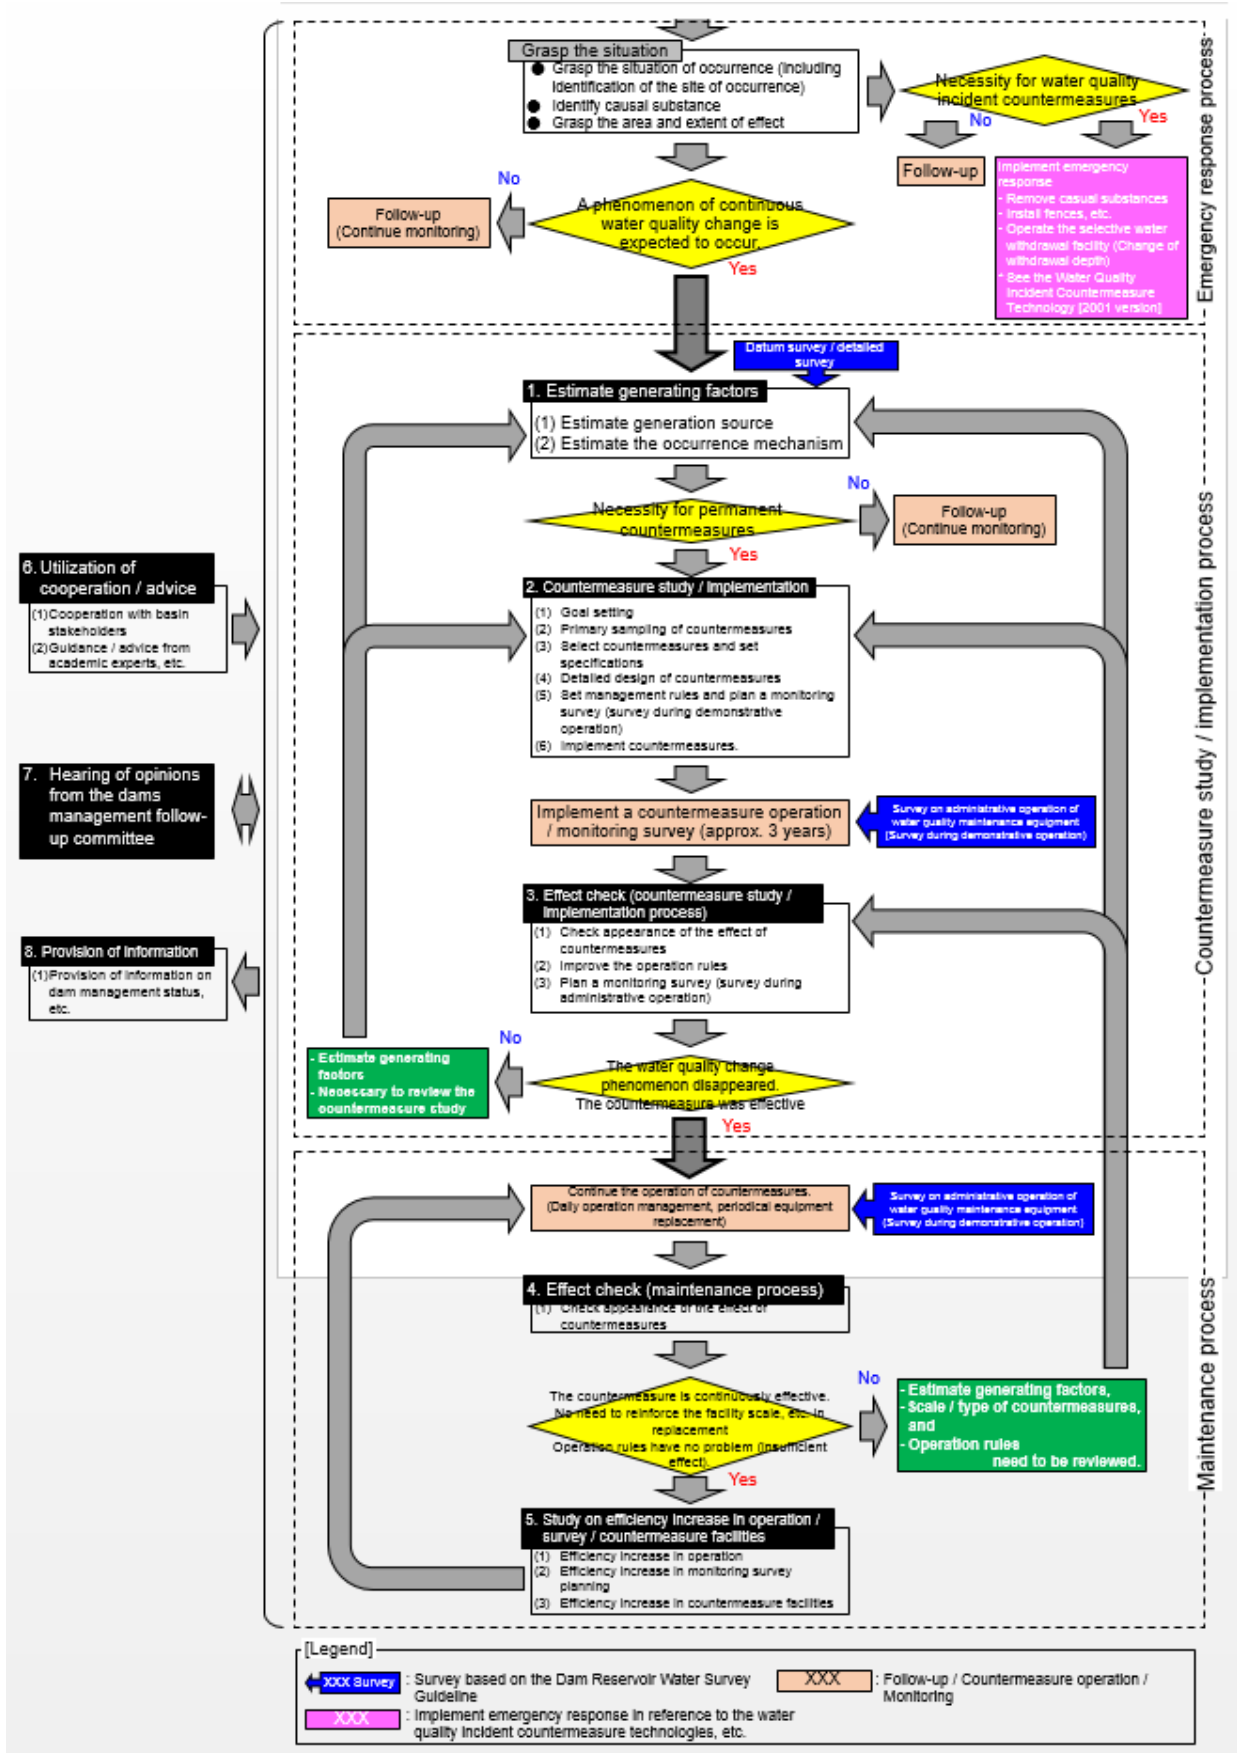 Grasp the situation
● Grasp the situation of occurrence (including
identification of the site of occurrence)
● Identify causal substance
● Grasp the area and extent of effect
Necessity for water quality
incident countermeasures
No
Yes
Follow-up
Implement emergency
response
- Remove casual substances
- Install fences, etc.
- Operate the selective water
withdrawal facility (Change of
withdrawal depth)
* See the Water Quality
Incident Countermeasure
Technology [2001 version]
Emergency response process
No
Follow-up
(Continue monitoring)
A phenomenon of continuous
water quality change is
expected to occur.
Yes
Datum survey / detailed
survey
1. Estimate generating factors
(1) Estimate generation source
(2) Estimate the occurrence mechanism
Necessity for permanent
countermeasures
No
Follow-up
(Continue monitoring)
Yes
2. Countermeasure study / implementation
(1) Goal setting
(2) Primary sampling of countermeasures
(3) Select countermeasures and set
specifications
(4) Detailed design of countermeasures
(5) Set management rules and plan a monitoring
survey (survey during demonstrative
operation)
(6) Implement countermeasures.
Countermeasure study / implementation process
6. Utilization of
cooperation / advice
(1)Cooperation with basin
stakeholders
(2)Guidance / advice from
academic experts, etc.
7. Hearing of opinions
from the dams
management follow-
up committee
8. Provision of information
(1)Provision of information on
dam management status,
etc.
Implement a countermeasure operation
/ monitoring survey (approx. 3 years)
Survey on administrative operation of
water quality maintenance equipment
(Survey during demonstrative operation)
3. Effect check (countermeasure study /
implementation process)
(1) Check appearance of the effect of
countermeasures
(2) Improve the operation rules
(3) Plan a monitoring survey (survey during
administrative operation)
No
- Estimate generating
factors
- Necessary to review the
countermeasure study
The water quality change
phenomenon disappeared.
The countermeasure was effective
Yes
Continue the operation of countermeasures.
(Daily operation management, periodical equipment
replacement)
Survey on administrative operation of
water quality maintenance equipment
(Survey during demonstrative operation)
4. Effect check (maintenance process)
(1) Check appearance of the effect of
countermeasures
The countermeasure is continuously effective.
No need to reinforce the facility scale, etc. in
replacement
Operation rules have no problem (insufficient
effect).
No
- Estimate generating factors,
- Scale / type of countermeasures,
and
- Operation rules
need to be reviewed.
Yes
Maintenance process
5. Study on efficiency increase in operation /
survey / countermeasure facilities
(1) Efficiency increase in operation
(2) Efficiency increase in monitoring survey
planning
(3) Efficiency increase in countermeasure facilities
[Legend]
XXX Survey : Survey based on the Dam Reservoir Water Survey
Guideline
XXX : Follow-up / Countermeasure operation /
Monitoring
XXX : Implement emergency response in reference to the water
quality incident countermeasure technologies, etc.